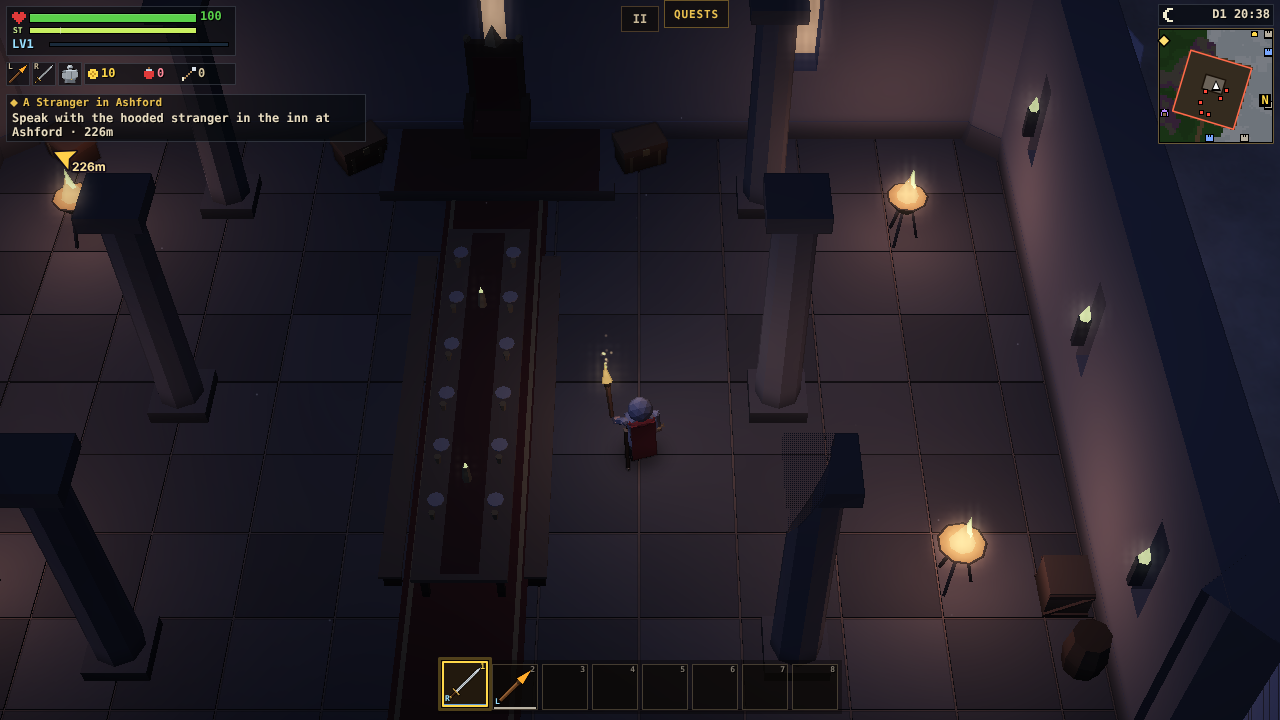 100
II
QUESTS
D1 20:38
ST
LV1
L
R
10
0
0
A Stranger in Ashford
Speak with the hooded stranger in the inn at
Ashford · 226m
N
226m
1
2
3
4
5
6
7
8
R
L